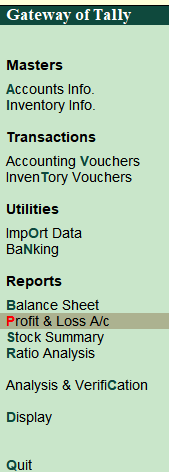 Gateway of Tally
Masters
Accounts Info.
Inventory Info.
Transactions
Accounting Vouchers
InvenTory Vouchers
Utilities
ImpOrt Data
BaNking
Reports
Balance Sheet
Profit & Loss A/c
Stock Summary
Ratio Analysis
Analysis & VerifiCation
Display
Quit